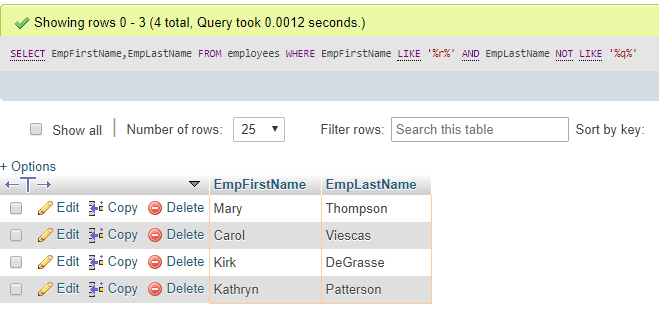 Showing rows 0 - 3 (4 total, Query took 0.0012 seconds.)
SELECT EmpFirstName,EmpLastName FROM employees WHERE EmpFirstName LIKE '%r%' AND EmpLastName NOT LIKE '%q%'
Show all Number of rows: 25 Filter rows: Search this table Sort by key:
+ Options
EmpFirstName EmpLastName
Edit Copy Delete Mary Thompson
Edit Copy Delete Carol Viescas
Edit Copy Delete Kirk DeGrasse
Edit Copy Delete Kathryn Patterson